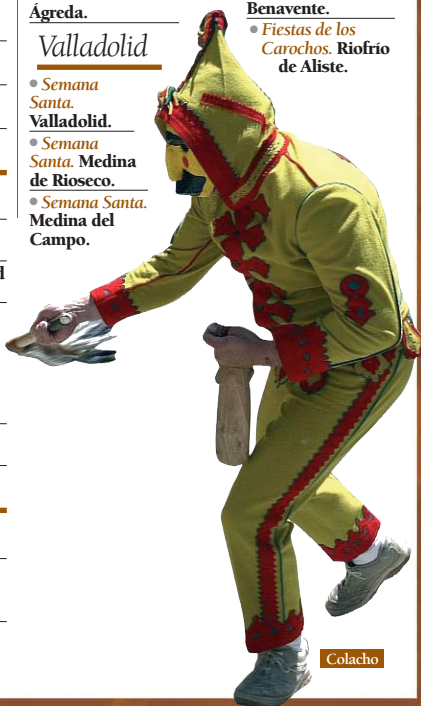 Ágreda.
Valladolid
• Semana
Santa.
Valladolid.
• Semana
Santa. Medina
de Rioseco.
• Semana Santa.
Medina del
Campo.
d
Benavente.
• Fiestas de los
Carochos. Riofrío
de Aliste.
Colacho